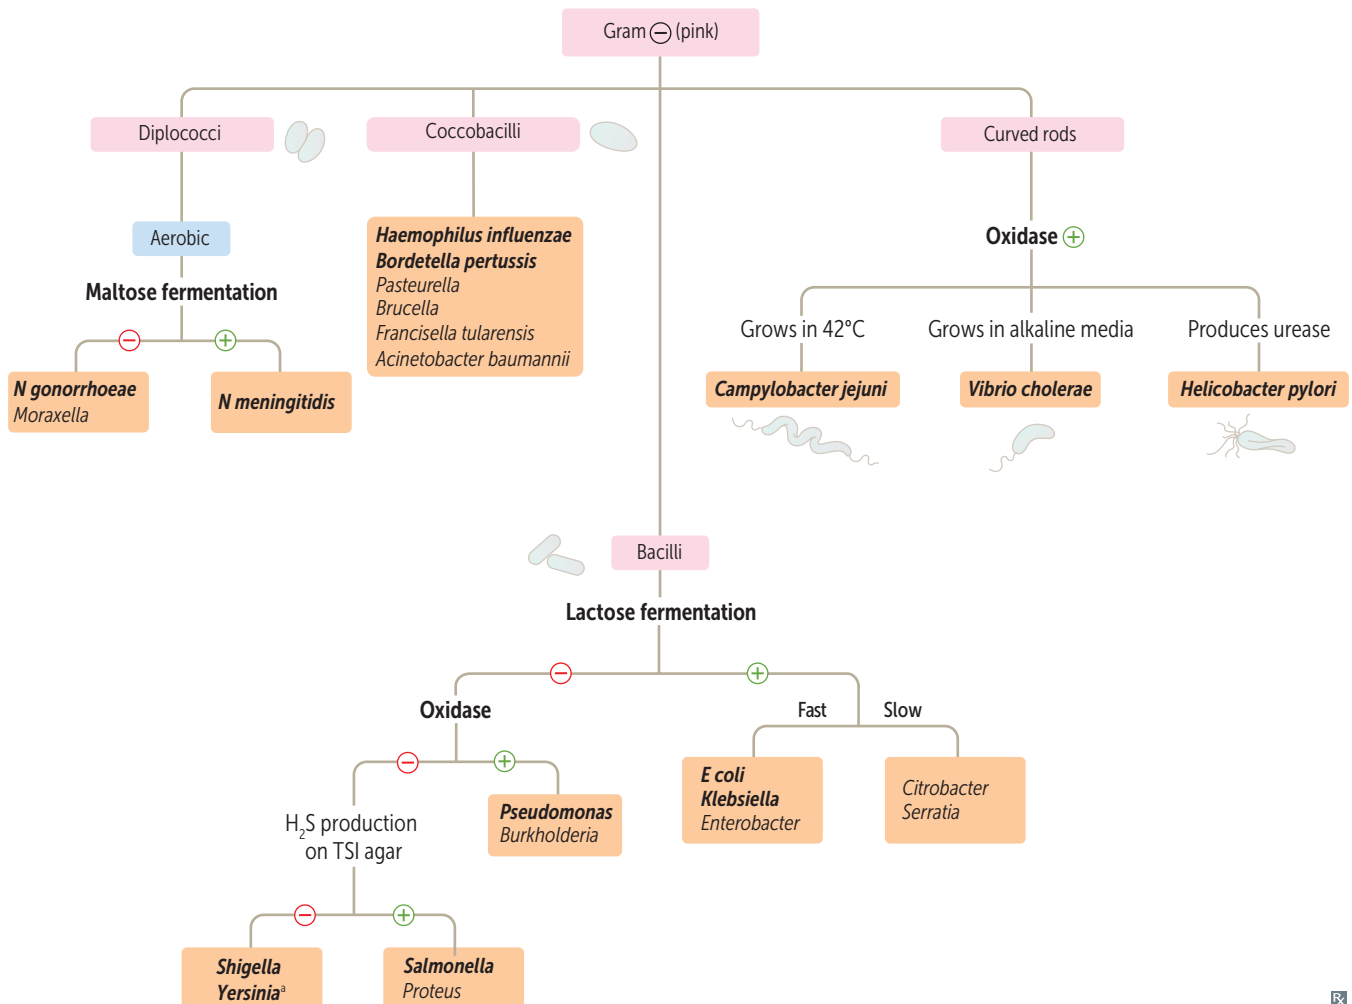 Gram ⊖ (pink)
Diplococci
Coccobacilli
Curved rods
Aerobic
Maltose fermentation
− +
N gonorrhoeae
Moraxella
N meningitidis
Haemophilus influenzae
Bordetella pertussis
Pasteurella
Brucella
Francisella tularensis
Acinetobacter baumannii
Oxidase ⊕
Grows in 42°C
Grows in alkaline media
Produces urease
Campylobacter jejuni
Vibrio cholerae
Helicobacter pylori
Bacilli
Lactose fermentation
− +
Oxidase
Fast Slow
− +
E coli
Klebsiella
Enterobacter
Citrobacter
Serratia
Pseudomonas
Burkholderia
H₂S production
on TSI agar
− +
Shigella
Yersiniaᵃ
Salmonella
Proteus
℞